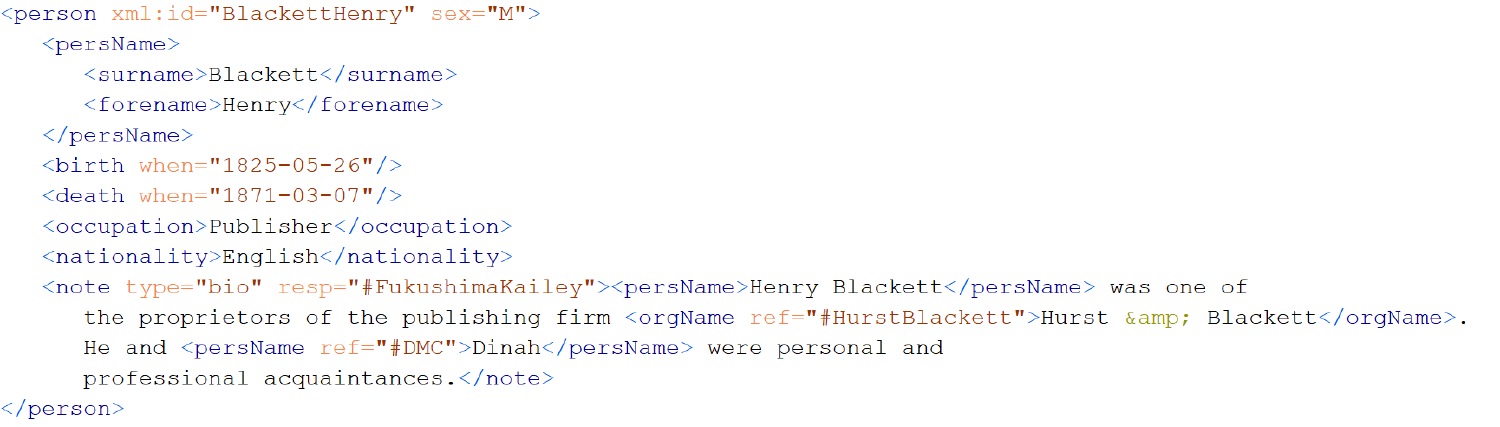 <person xml:id="BlackettHenry" sex="M">
<persName>
<surname>Blackett</surname>
<forename>Henry</forename>
</persName>
<birth when="1825-05-26"/>
<death when="1871-03-07"/>
<occupation>Publisher</occupation>
<nationality>English</nationality>
<note type="bio" resp="#FukushimaKailey"><persName>Henry Blackett</persName> was one of
the proprietors of the publishing firm <orgName ref="#HurstBlackett">Hurst &amp; Blackett</orgName>.
He and <persName ref="#DMC">Dinah</persName> were personal and
professional acquaintances.</note>
</person>